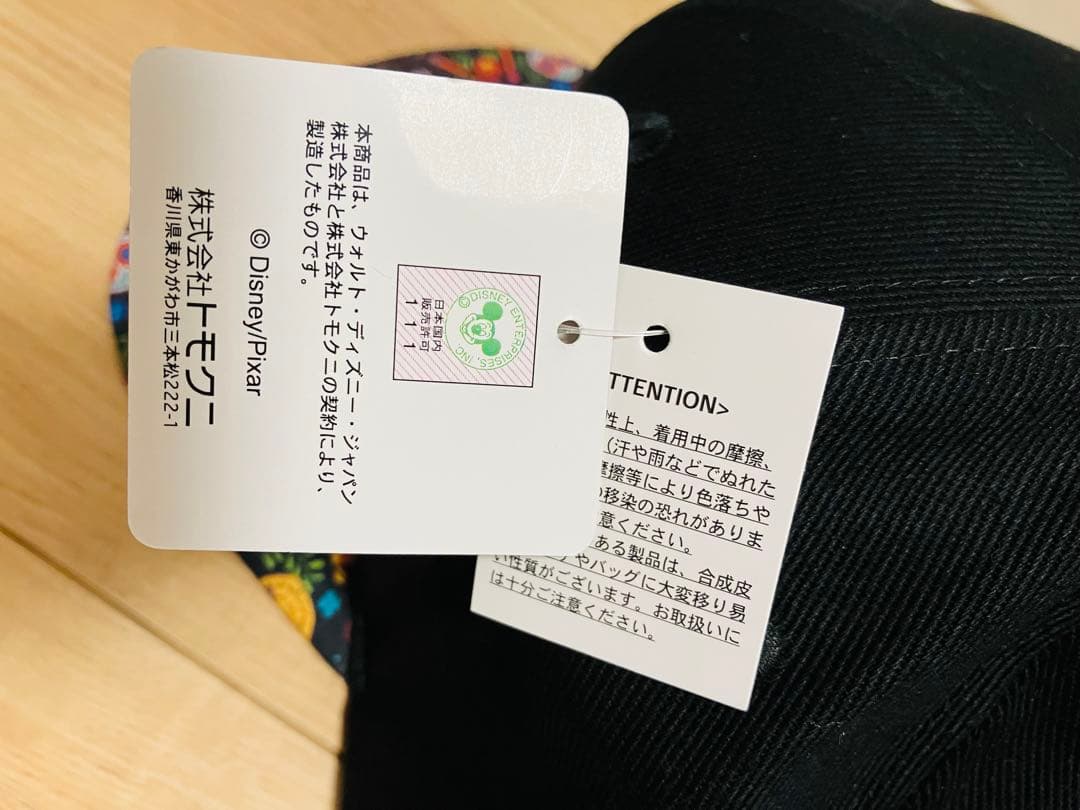 日本国内
販売許可
1 1 1 1
©DISNEY ENTERPRISES, INC
本商品は、ウォルト・ディズニー・ジャパン
株式会社と株式会社トモクニの契約により、
製造したものです。
© Disney/Pixar
株式会社トモクニ
香川県東かがわ市三本松222-1
TTENTION>
性上、着用中の摩擦、
（汗や雨などでぬれた
摩擦等により色落ちや
移染の恐れがありま
意ください。
ある製品は、合成皮
やバッグに大変移り易
い性質がございます。お取扱いに
は十分ご注意ください。